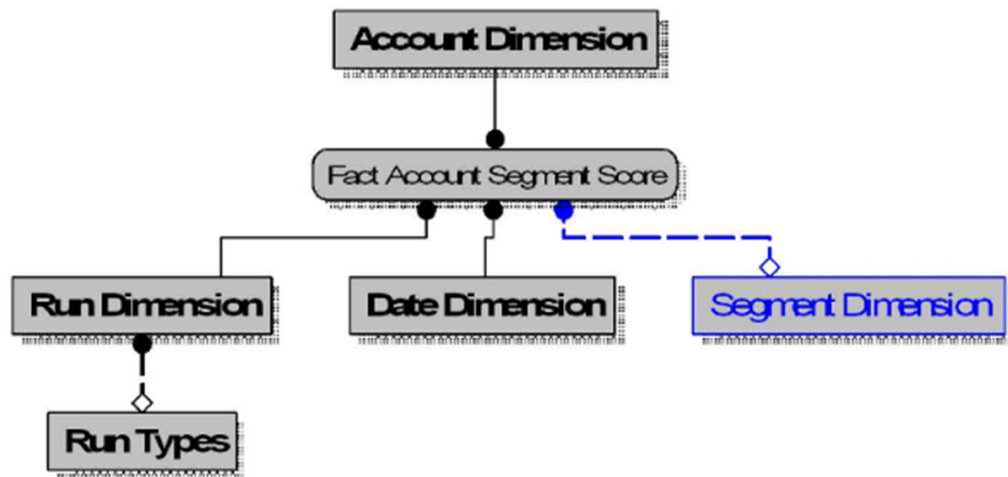 Account Dimension
Fact Account Segment Score
Run Dimension
Date Dimension
Segment Dimension
Run Types